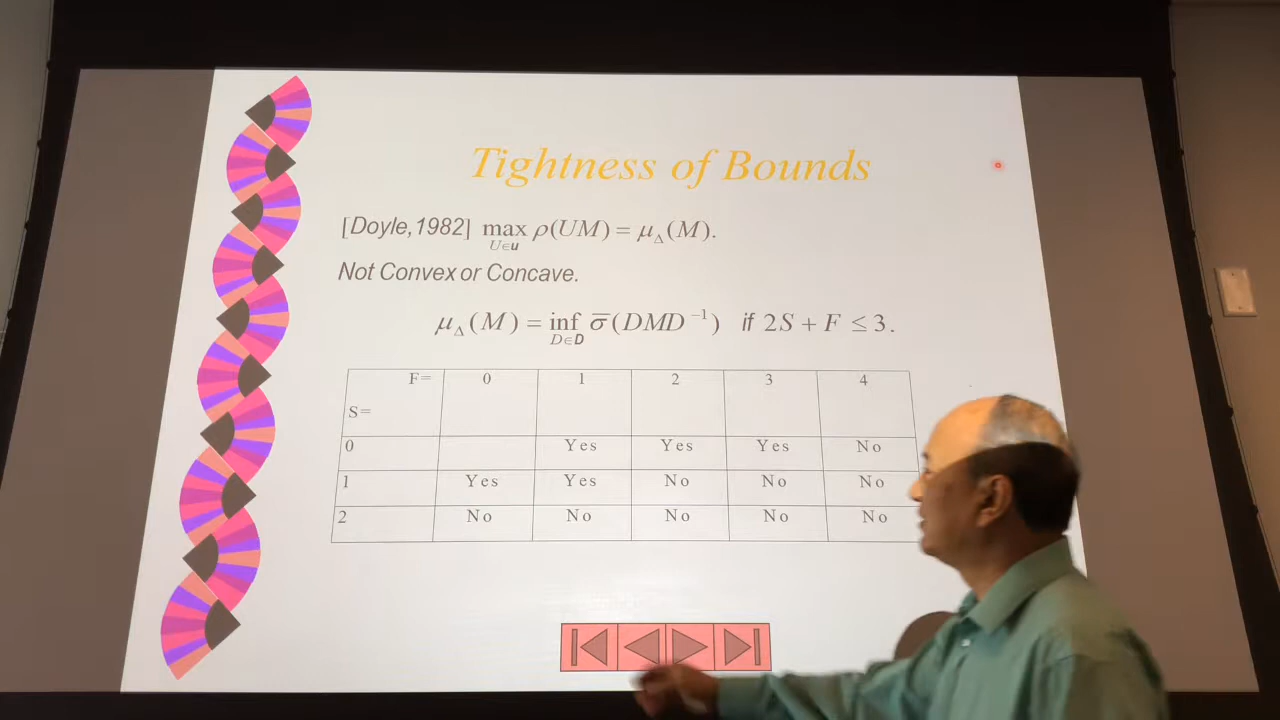 Tightness of Bounds
[Doyle,1982] max ρ(UM) = μ_Δ(M).
U∈u
Not Convex or Concave.
μ_Δ(M) = inf σ̅(DMD⁻¹) if 2S + F ≤ 3.
D∈D
F= 0 1 2 3 4
S=
0 Yes Yes Yes No
1 Yes Yes No No No
2 No No No No No